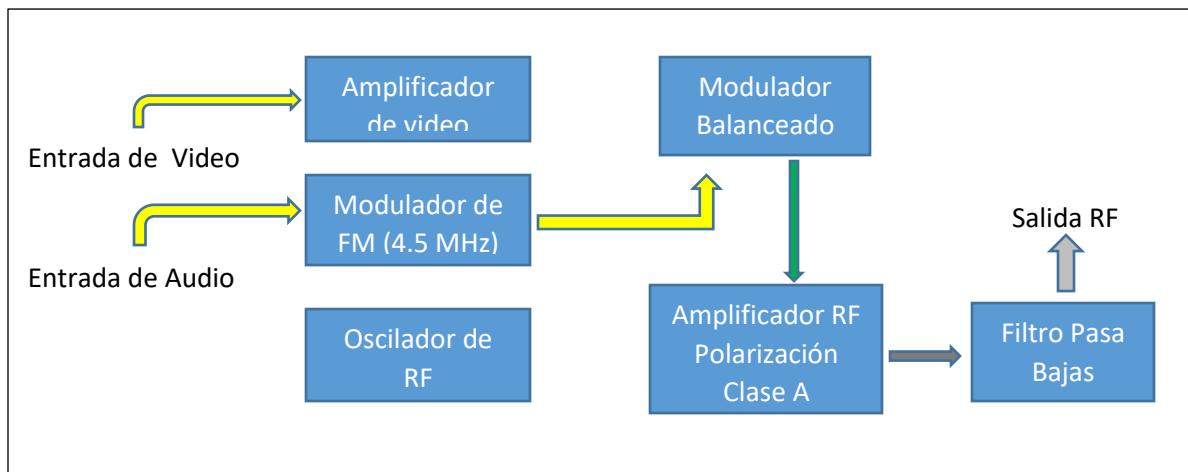 Amplificador
de video
Modulador
Balanceado
Entrada de Video
Modulador de
FM (4.5 MHz)
Salida RF
Entrada de Audio
Oscilador de
RF
Amplificador RF
Polarización
Clase A
Filtro Pasa
Bajas